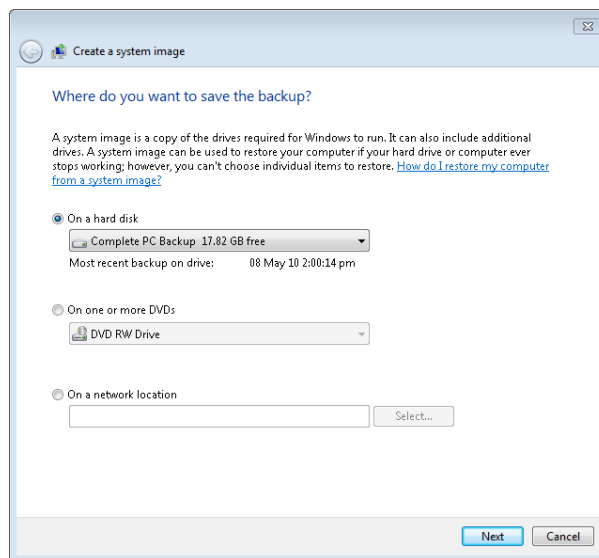 Create a system image
Where do you want to save the backup?
A system image is a copy of the drives required for Windows to run. It can also include additional
drives. A system image can be used to restore your computer if your hard drive or computer ever
stops working; however, you can't choose individual items to restore. How do I restore my computer
from a system image?
On a hard disk
Complete PC Backup 17.82 GB free
Most recent backup on drive: 08 May 10 2:00:14 pm
On one or more DVDs
DVD RW Drive
On a network location
Select...
Next Cancel